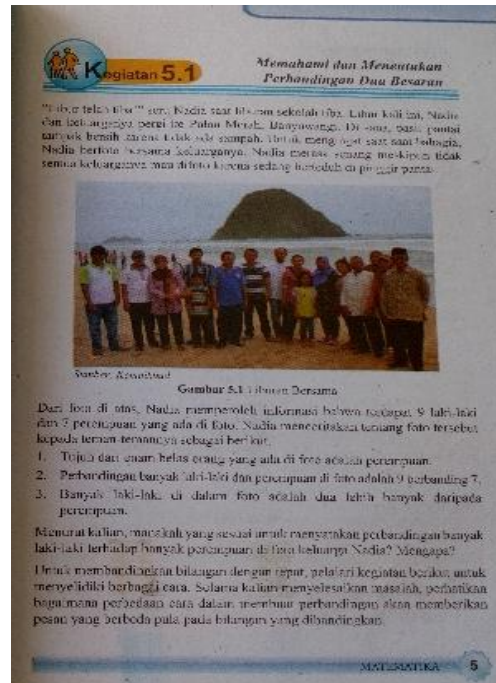 Kegiatan 5.1
Memahami dan Menentukan
Perbandingan Dua Besaran
"Libur telah tiba" seru Nadia saat liburan sekolah tiba. Libur kali ini, Nadia
dan keluarganya pergi ke Pulau Merah, Banyuwangi. Di sana, pasir pantai
tampak bersih karena tidak ada sampah. Untuk mengingat saat-saat bahagia,
Nadia berfoto bersama keluarganya. Nadia merasa senang meskipun tidak
semua keluarganya mau difoto karena sedang berteduh di pinggir pantai.
Sumber: Kemdikbud
Gambar 5.1 Liburan Bersama
Dari foto di atas, Nadia memperoleh informasi bahwa terdapat 9 laki-laki
dan 7 perempuan yang ada di foto. Nadia menceritakan tentang foto tersebut
kepada teman-temannya sebagai berikut.
1. Tujuh dari enam belas orang yang ada di foto adalah perempuan.
2. Perbandingan banyak laki-laki dan perempuan di foto adalah 9 berbanding 7.
3. Banyak laki-laki di dalam foto adalah dua lebih banyak daripada
perempuan.
Menurut kalian, manakah yang sesuai untuk menyatakan perbandingan banyak
laki-laki terhadap banyak perempuan di foto keluarga Nadia? Mengapa?
Untuk membandingkan bilangan dengan tepat, pelajari kegiatan berikut untuk
menyelidiki berbagai cara. Selama kalian menyelesaikan masalah, perhatikan
bagaimana perbedaan cara dalam membuat perbandingan akan memberikan
pesan yang berbeda pula pada bilangan yang dibandingkan.
MATEMATIKA 5